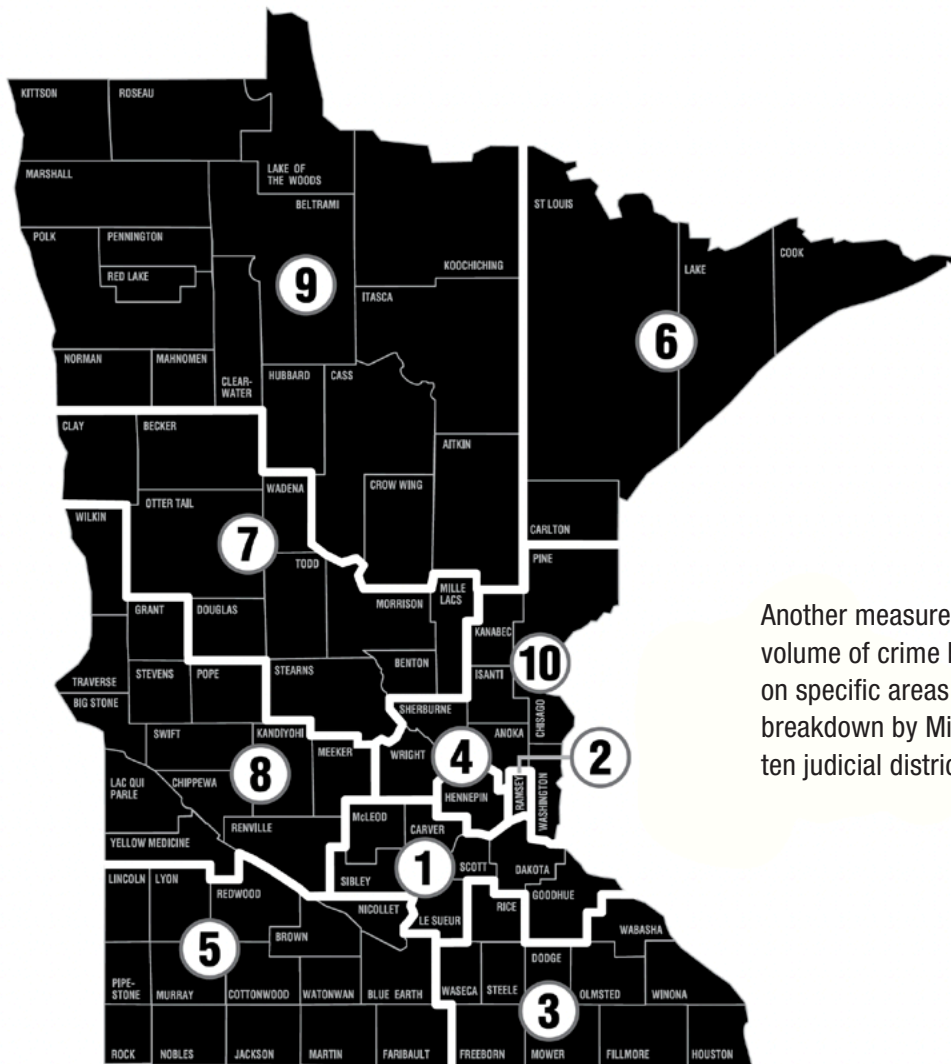 KITTSON
ROSEAU
LAKE OF
THE WOODS
MARSHALL
BELTRAMI
ST LOUIS
POLK
PENNINGTON
RED LAKE
KOOCHICHING
LAKE
COOK
9
ITASCA
6
NORMAN
MAHNOMEN
CLEAR-
WATER
HUBBARD
CASS
CLAY
BECKER
AITKIN
WADENA
CROW WING
OTTER TAIL
WILKIN
CARLTON
7
TODD
PINE
MILLE
LACS
GRANT
DOUGLAS
MORRISON
KANABEC
10
BENTON
ISANTI
TRAVERSE
STEVENS
POPE
STEARNS
BIG STONE
SHERBURNE
CHISAGO
SWIFT
KANDIYOHI
ANOKA
MEEKER
WRIGHT
4
2
LAC QUI
PARLE
CHIPPEWA
8
HENNEPIN
RAMSEY
WASHINGTON
RENVILLE
McLEOD
CARVER
YELLOW MEDICINE
1
SCOTT
DAKOTA
LINCOLN
LYON
SIBLEY
REDWOOD
NICOLLET
LE SUEUR
RICE
GOODHUE
5
BROWN
WABASHA
DODGE
PIPE-
STONE
MURRAY
COTTONWOOD
WATONWAN
BLUE EARTH
WASECA
STEELE
OLMSTED
WINONA
3
ROCK
NOBLES
JACKSON
MARTIN
FARIBAULT
FREEBORN
MOWER
FILLMORE
HOUSTON
Another measure
volume of crime
on specific areas
breakdown by Mi
ten judicial distric